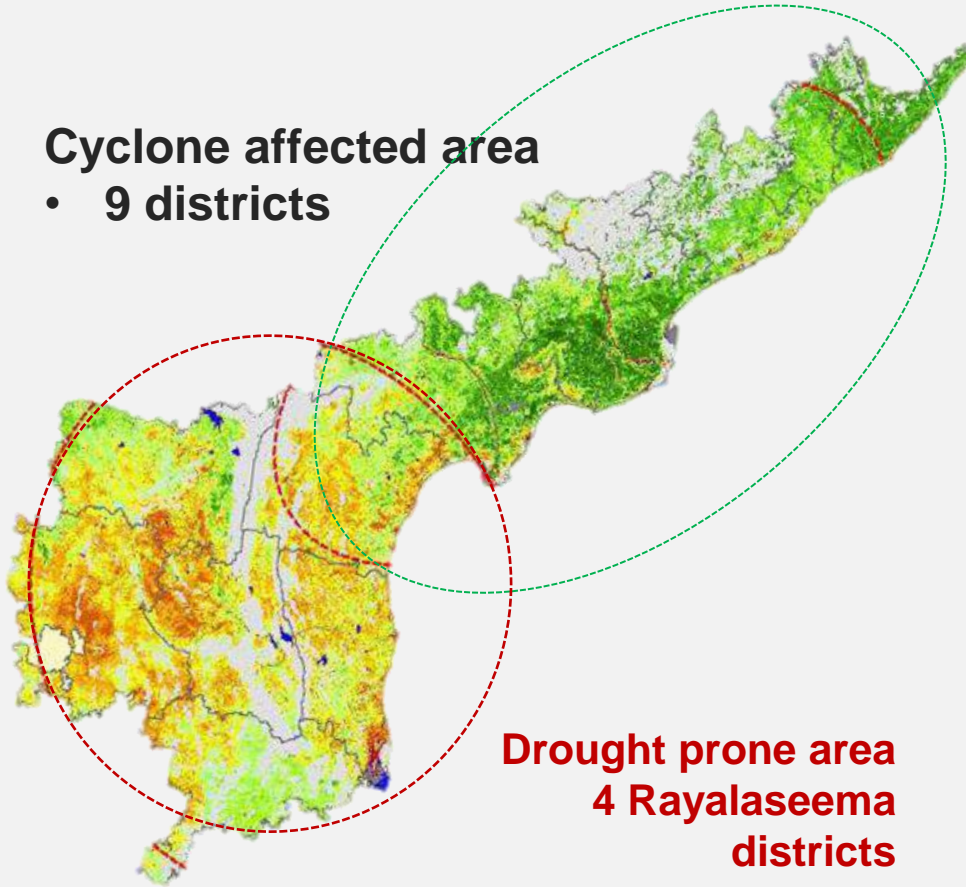 Cyclone affected area
• 9 districts
Drought prone area
4 Rayalaseema
districts